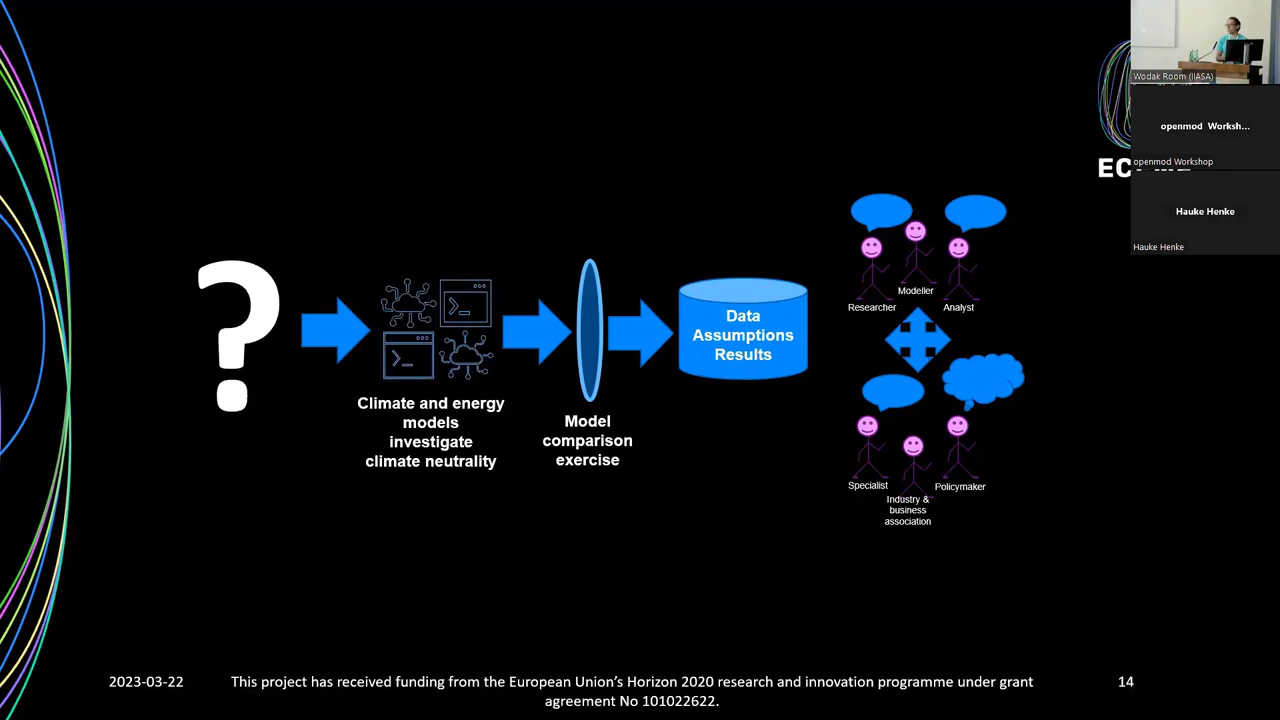 ?
Climate and energy
models
investigate
climate neutrality
Model
comparison
exercise
Data
Assumptions
Results
Researcher
Modeller
Analyst
Specialist
Industry &
business
association
Policymaker
2023-03-22
This project has received funding from the European Union's Horizon 2020 research and innovation programme under grant
agreement No 101022622.
14
Wodak Room (IIASA)
openmod Worksh...
openmod Workshop
Hauke Henke
Hauke Henke